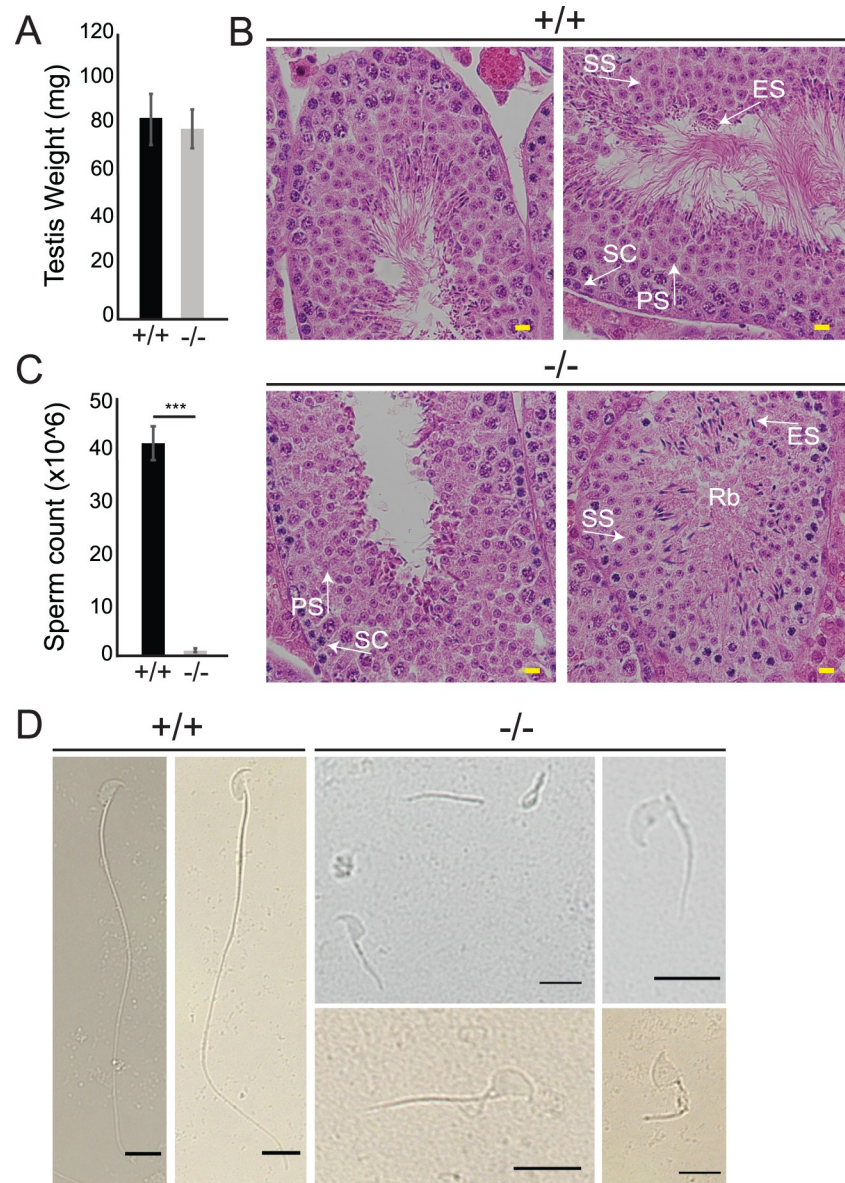 A
Testis Weight (mg)
120
100
80
60
40
20
0
+/+ -/-
B
+/+
SS
ES
SC
PS
-/-
PS
SC
ES
Rb
SS
C
Sperm count (x10^6)
50
40
30
20
10
0
***
+/+ -/-
D
+/+ -/-